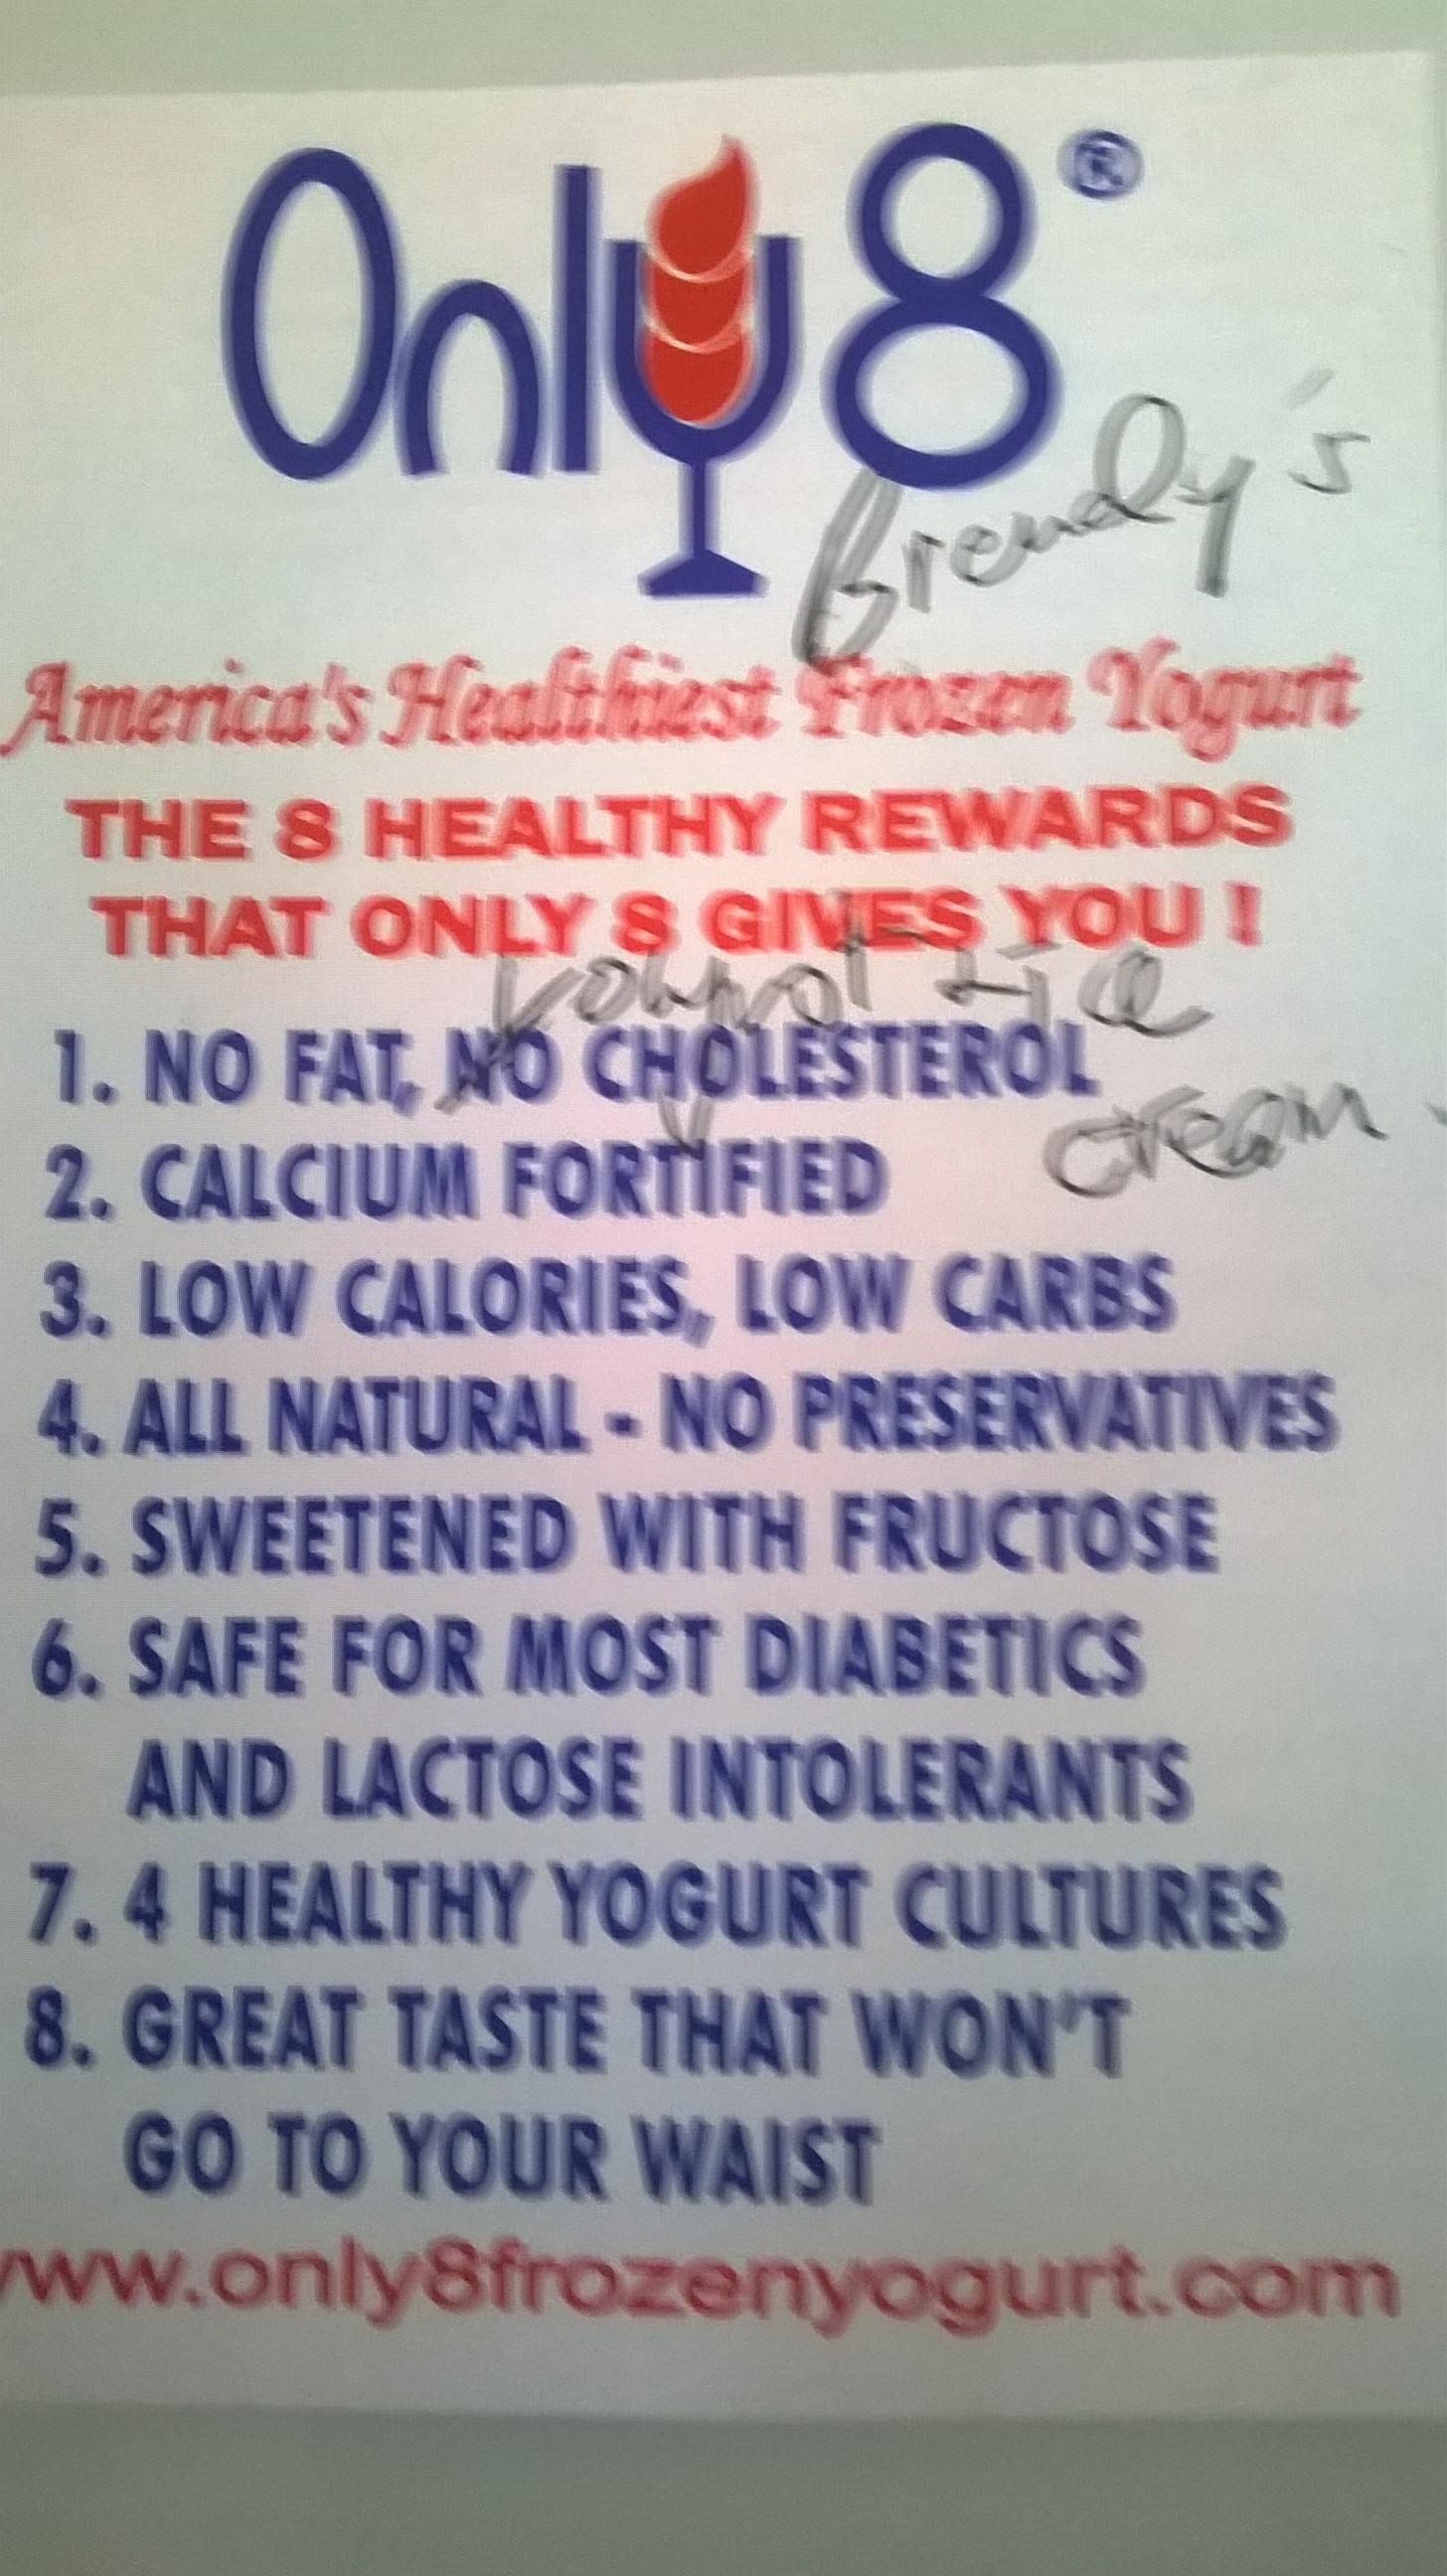 Only8®
Brendy's
America's Healthiest Frozen Yogurt
THE 8 HEALTHY REWARDS
THAT ONLY 8 GIVES YOU !
ice
cream
1. NO FAT, NO CHOLESTEROL
2. CALCIUM FORTIFIED
3. LOW CALORIES, LOW CARBS
4. ALL NATURAL - NO PRESERVATIVES
5. SWEETENED WITH FRUCTOSE
6. SAFE FOR MOST DIABETICS
AND LACTOSE INTOLERANTS
7. 4 HEALTHY YOGURT CULTURES
8. GREAT TASTE THAT WON'T
GO TO YOUR WAIST
www.only8frozenyogurt.com